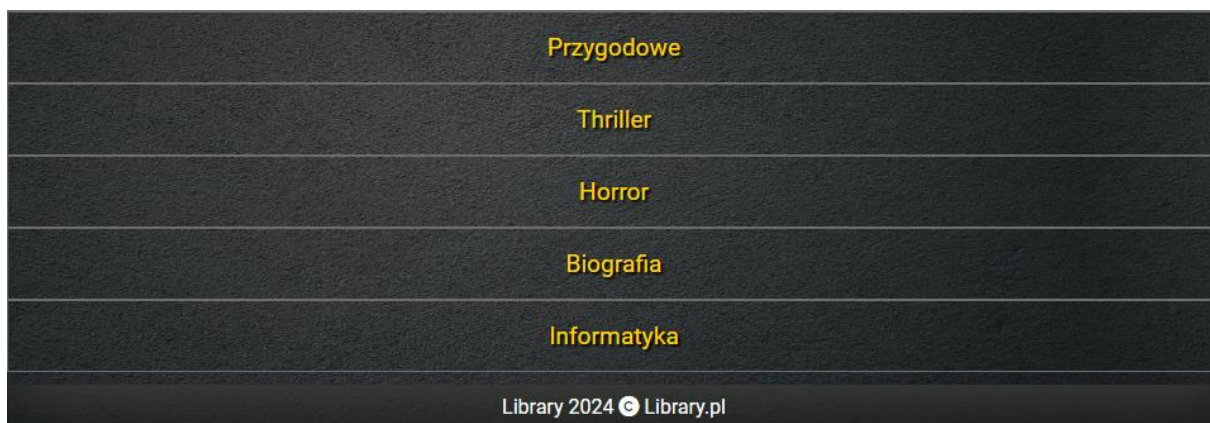 Przygodowe
Thriller
Horror
Biografia
Informatyka
Library 2024 © Library.pl